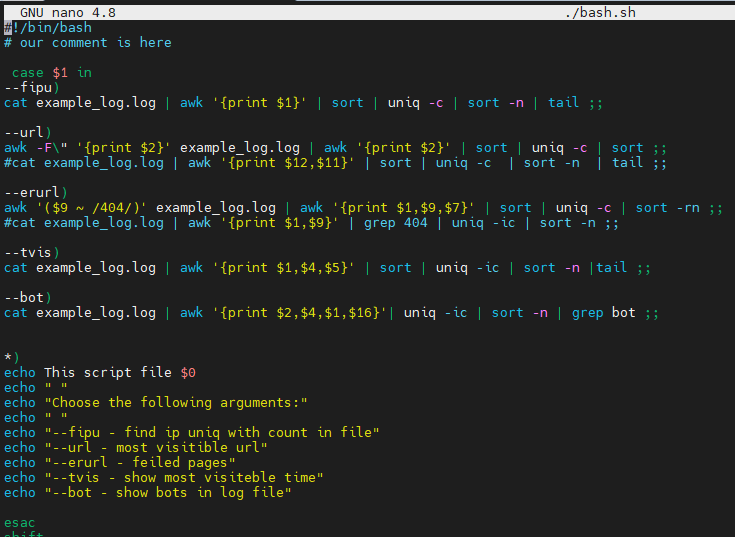 GNU nano 4.8 ./bash.sh
#!/bin/bash
# our comment is here
case $1 in
--fipu)
cat example_log.log | awk '{print $1}' | sort | uniq -c | sort -n | tail ;;
--url)
awk -F\" '{print $2}' example_log.log | awk '{print $2}' | sort | uniq -c | sort ;;
#cat example_log.log | awk '{print $12,$11}' | sort | uniq -c  | sort -n  | tail ;;
--erurl)
awk '($9 ~ /404/)' example_log.log | awk '{print $1,$9,$7}' | sort | uniq -c | sort -rn ;;
#cat example_log.log | awk '{print $1,$9}' | grep 404 | uniq -ic | sort -n ;;
--tvis)
cat example_log.log | awk '{print $1,$4,$5}' | sort | uniq -ic | sort -n |tail ;;
--bot)
cat example_log.log | awk '{print $2,$4,$1,$16}'| uniq -ic | sort -n | grep bot ;;
*)
echo This script file $0
echo " "
echo "Choose the following arguments:"
echo " "
echo "--fipu - find ip uniq with count in file"
echo "--url - most visitible url"
echo "--erurl - feiled pages"
echo "--tvis - show most visiteble time"
echo "--bot - show bots in log file"
esac
shift